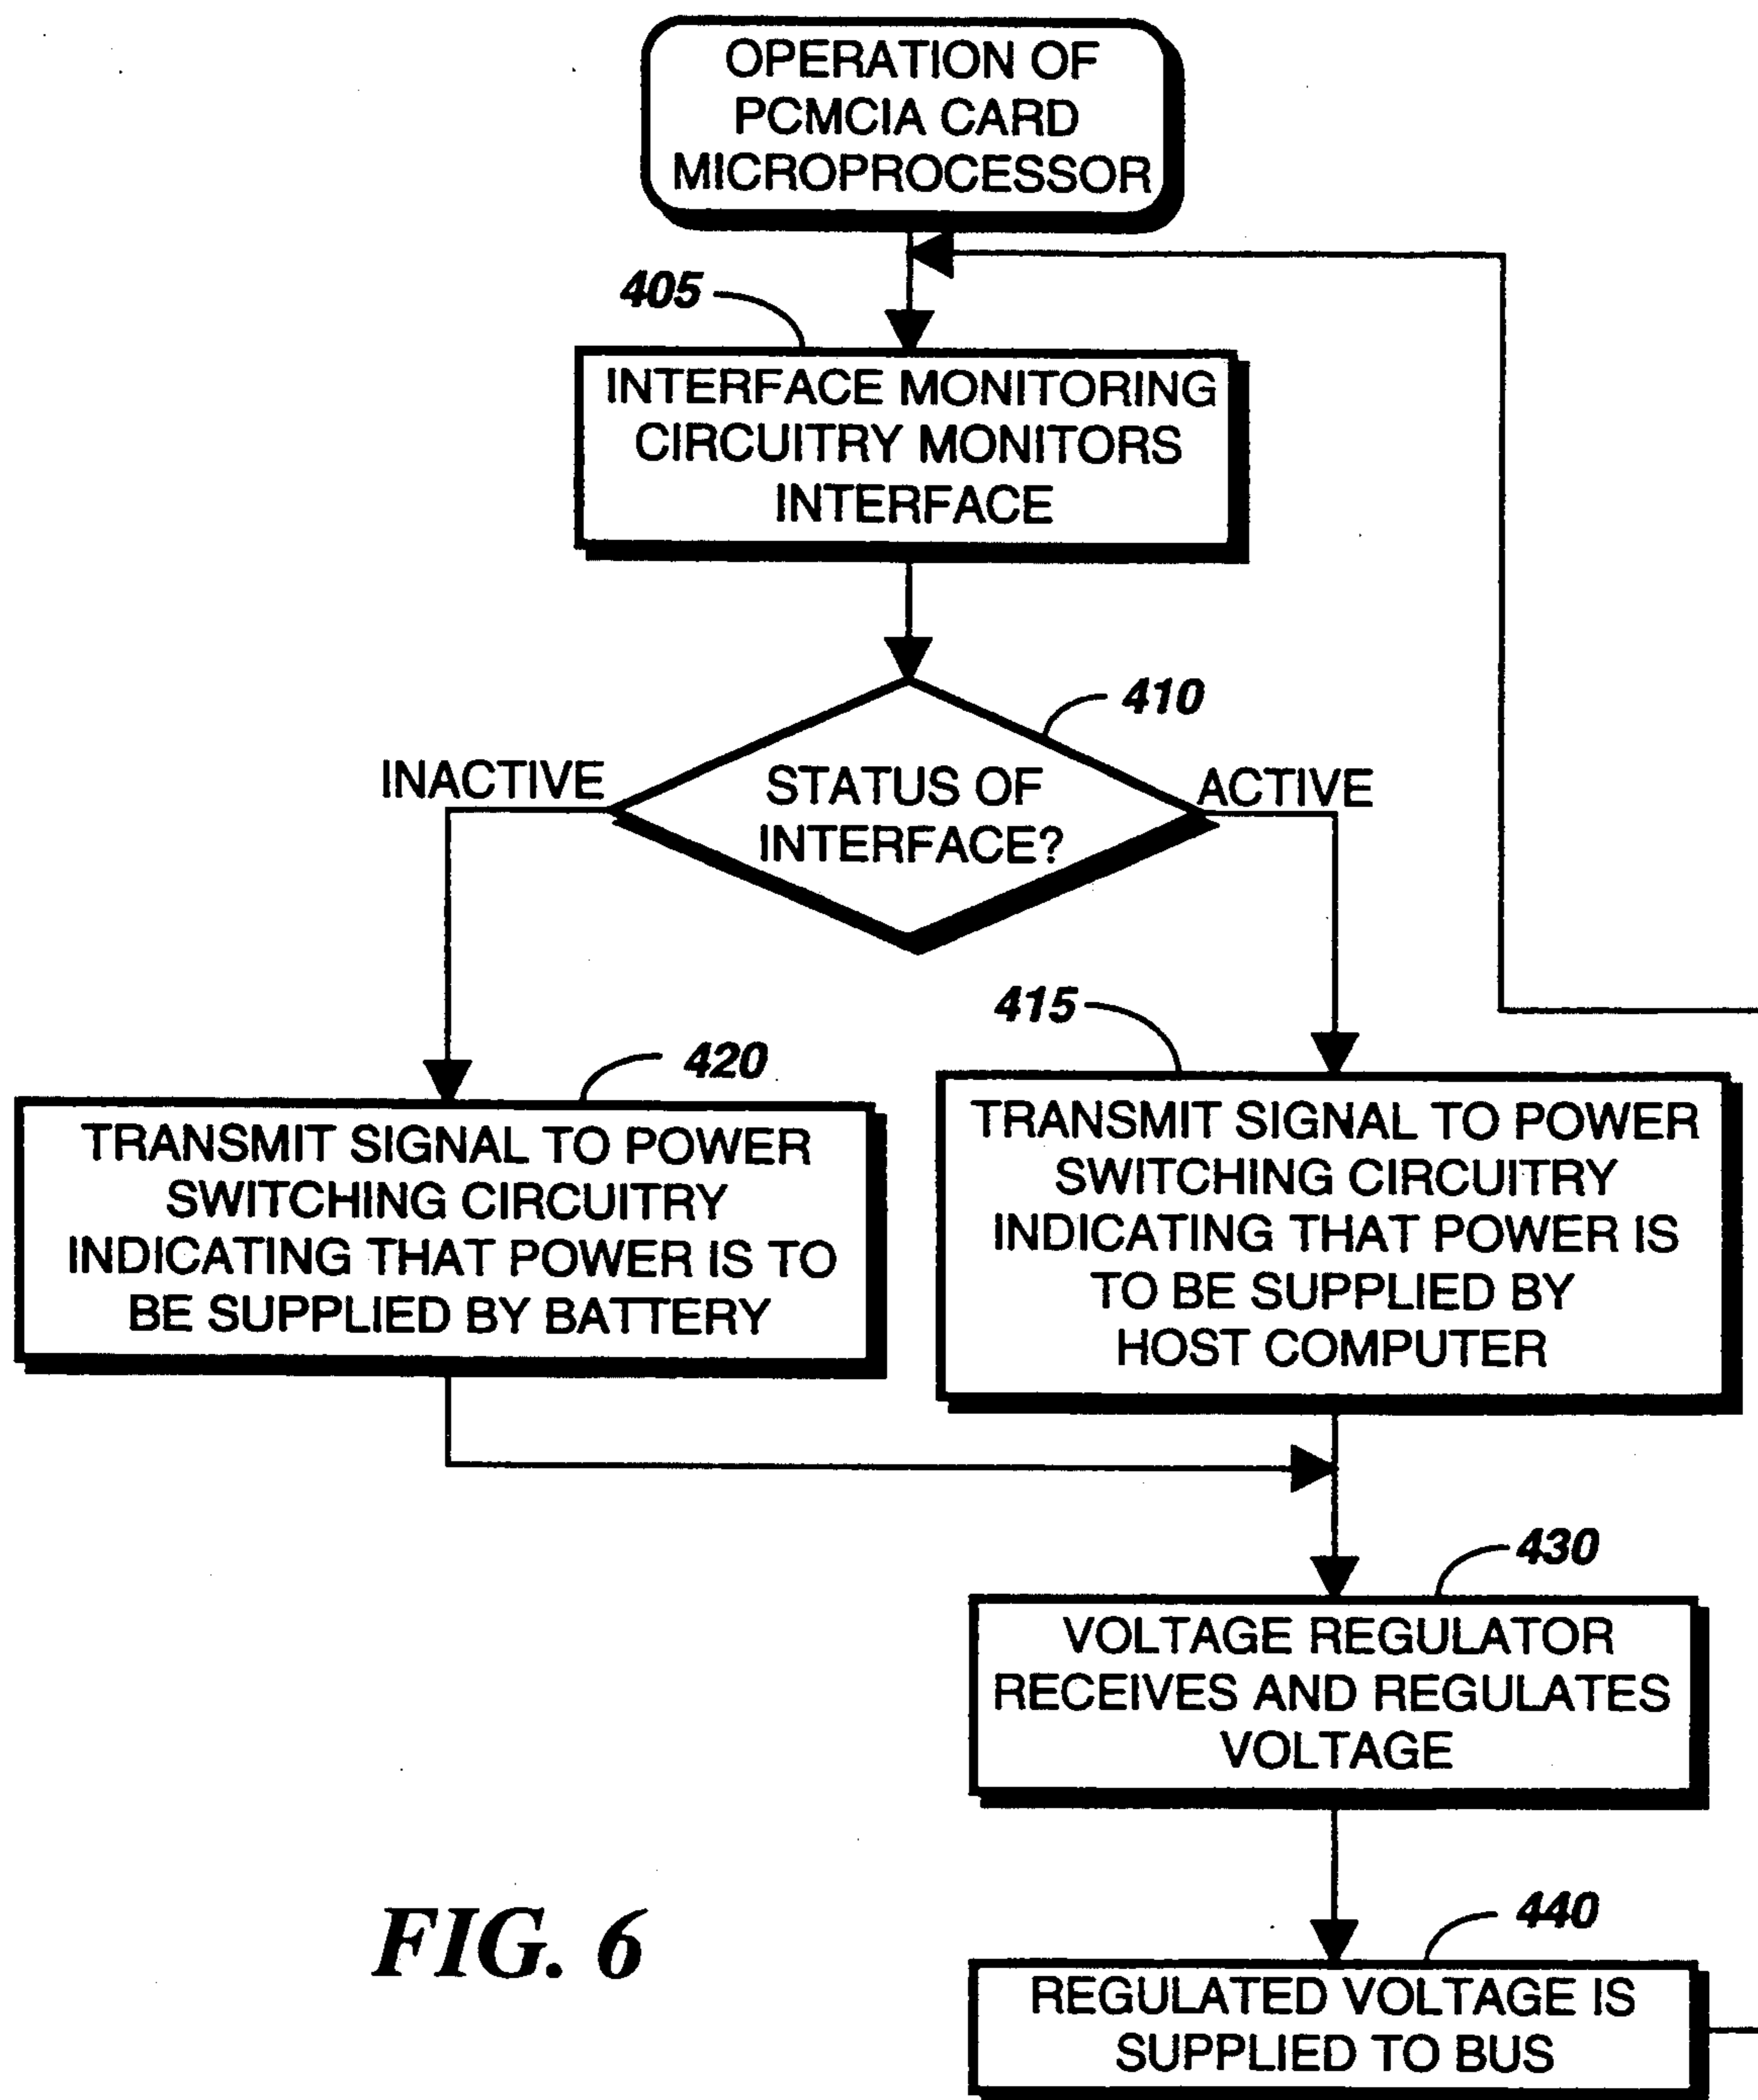 OPERATION OF
PCMCIA CARD
MICROPROCESSOR
405
INTERFACE MONITORING
CIRCUITRY MONITORS
INTERFACE
410
INACTIVE
STATUS OF
INTERFACE?
ACTIVE
420
TRANSMIT SIGNAL TO POWER
SWITCHING CIRCUITRY
INDICATING THAT POWER IS TO
BE SUPPLIED BY BATTERY
415
TRANSMIT SIGNAL TO POWER
SWITCHING CIRCUITRY
INDICATING THAT POWER IS
TO BE SUPPLIED BY
HOST COMPUTER
430
VOLTAGE REGULATOR
RECEIVES AND REGULATES
VOLTAGE
440
REGULATED VOLTAGE IS
SUPPLIED TO BUS
FIG. 6